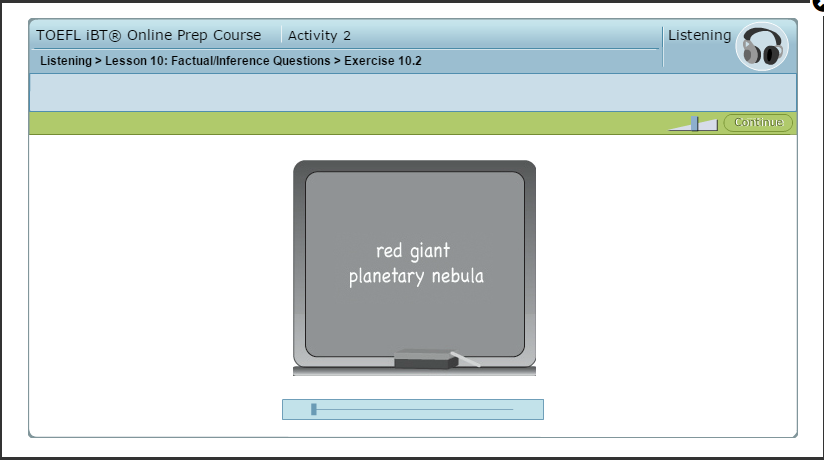 TOEFL iBT® Online Prep Course Activity 2 Listening
Listening > Lesson 10: Factual/Inference Questions > Exercise 10.2
Continue
red giant
planetary nebula